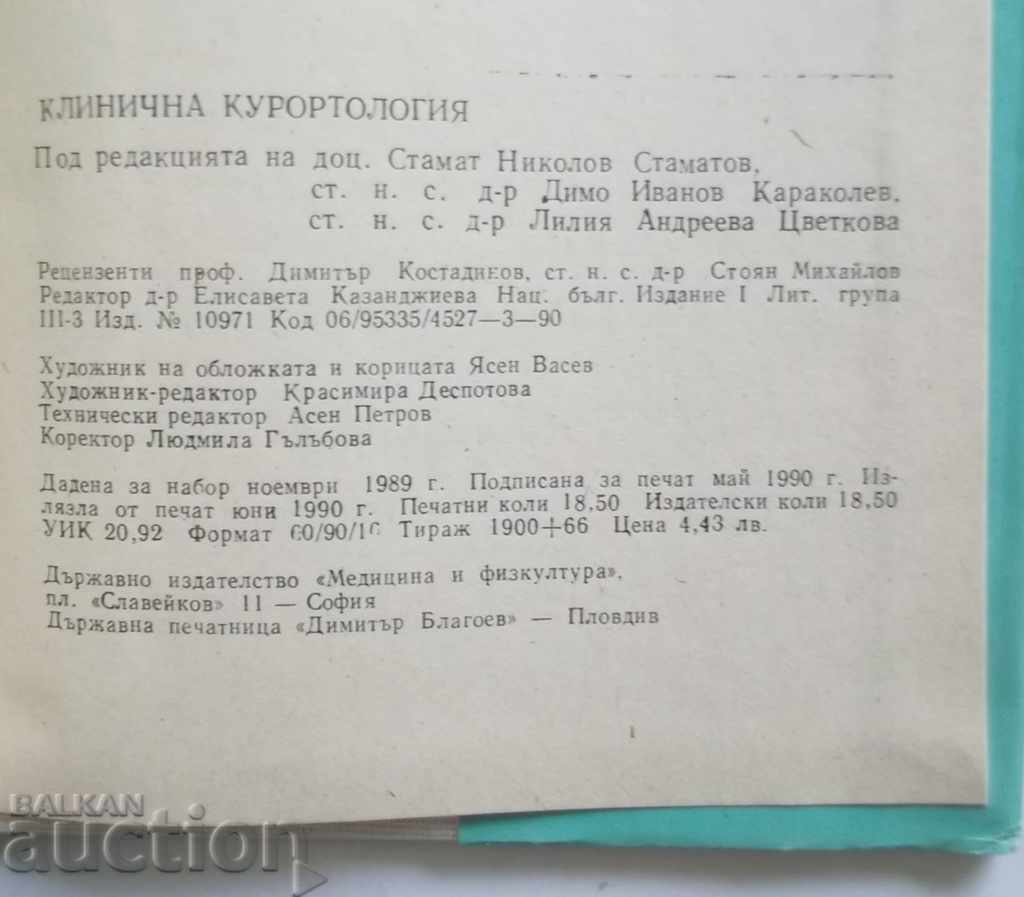 КЛИНИЧНА КУРОРТОЛОГИЯ
Под редакцията на доц. Стамат Николов Стаматов,
ст. н. с. д-р Димо Иванов Караколев,
ст. н. с. д-р Лилия Андреева Цветкова
Рецензенти проф. Димитър Костадинов, ст. н. с. д-р Стоян Михайлов
Редактор д-р Елисавета Казанджиева Нац. бълг. Издание I Лит. група
III-3 Изд. № 10971 Код 06/95335/4527—3—90
Художник на обложката и корицата Ясен Васев
Художник-редактор Красимира Деспотова
Технически редактор Асен Петров
Коректор Людмила Гълъбова
Дадена за набор ноември 1989 г. Подписана за печат май 1990 г. Из-
лязла от печат юни 1990 г. Печатни коли 18,50 Издателски коли 18,50
УИК 20,92 Формат 60/90/16 Тираж 1900+66 Цена 4,43 лв.
Държавно издателство «Медицина и физкултура»,
пл. «Славейков» 11 — София
Държавна печатница «Димитър Благоев» — Пловдив
BALKAN
auction